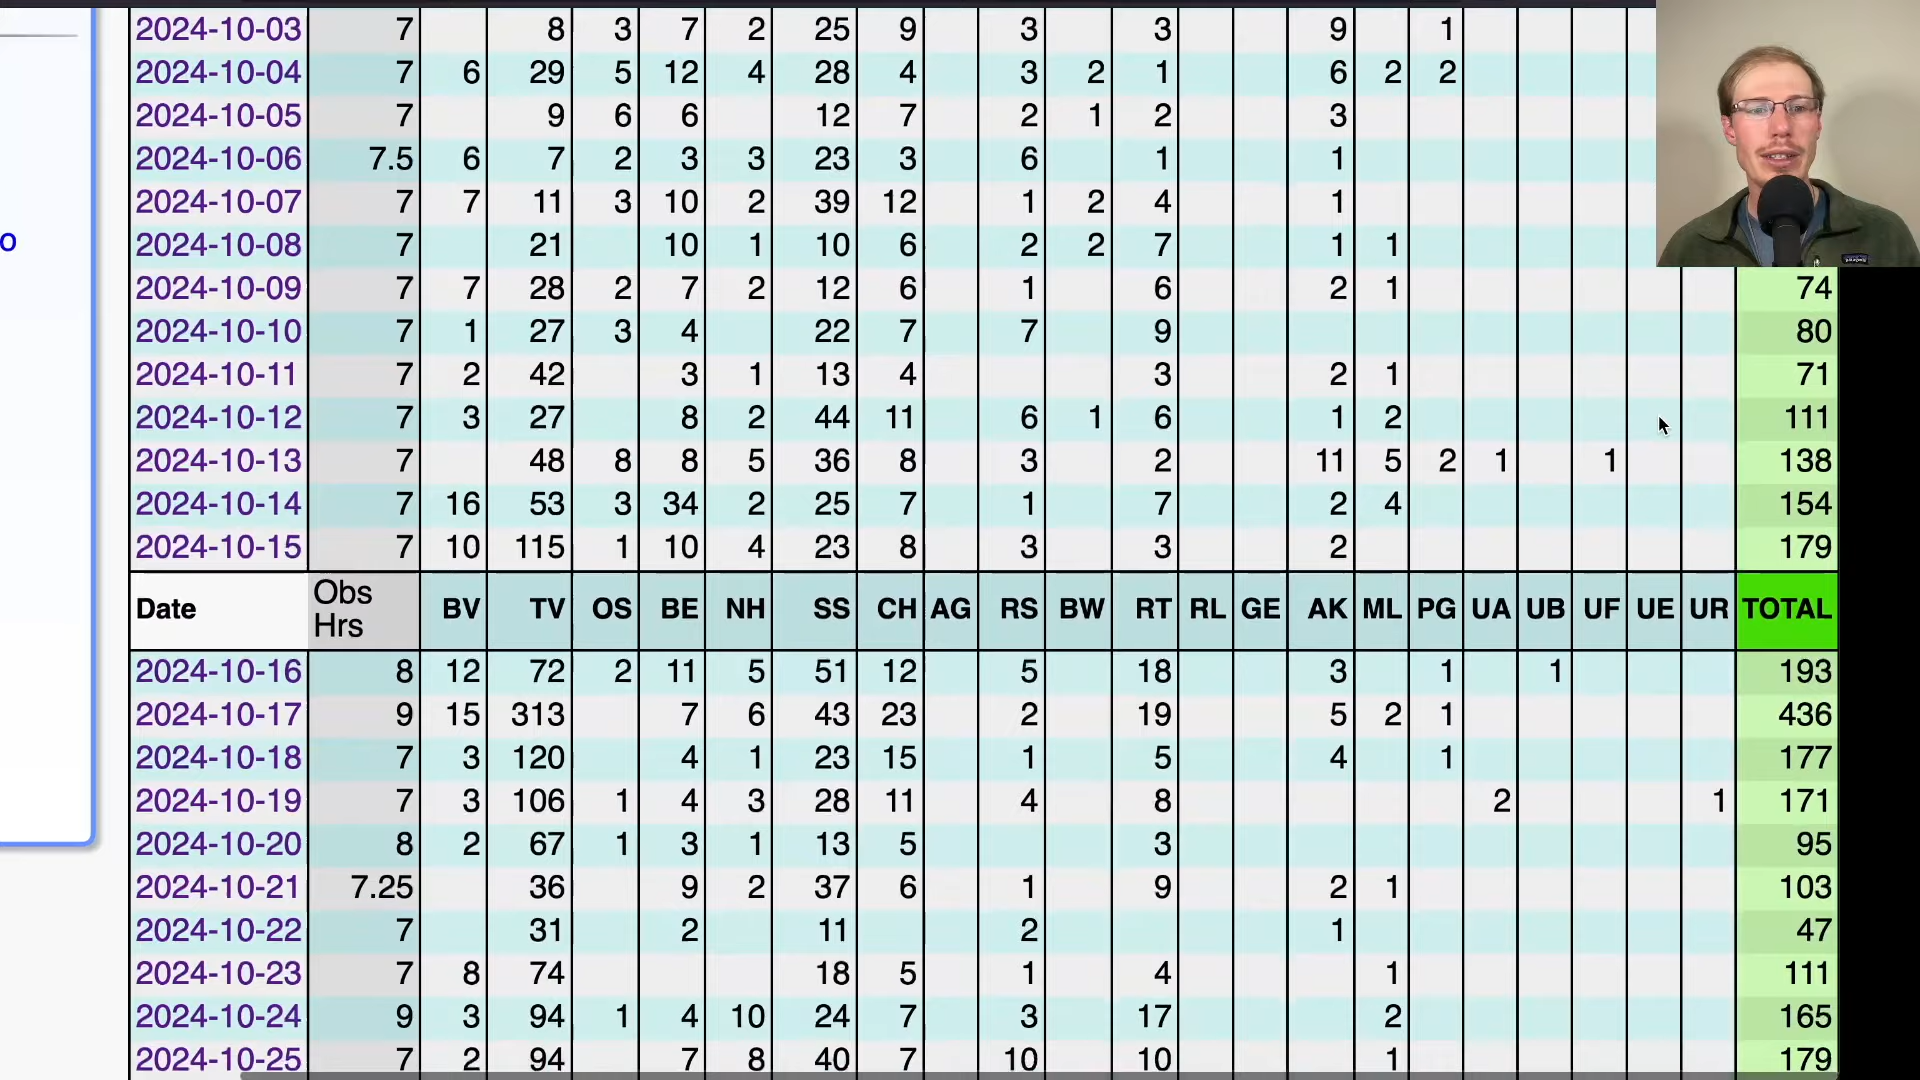 2024-10-03 7 8 3 7 2 25 9 3 3 9 1
2024-10-04 7 6 29 5 12 4 28 4 3 2 1 6 2 2
2024-10-05 7 9 6 6 12 7 2 1 2 3
2024-10-06 7.5 6 7 2 3 3 23 3 6 1 1
2024-10-07 7 7 11 3 10 2 39 12 1 2 4 1
2024-10-08 7 21 10 1 10 6 2 2 7 1 1
o
2024-10-09 7 7 28 2 7 2 12 6 1 6 2 1 74
2024-10-10 7 1 27 3 4 22 7 7 9 80
2024-10-11 7 2 42 3 1 13 4 3 2 1 71
2024-10-12 7 3 27 8 2 44 11 6 1 6 1 2 111
2024-10-13 7 48 8 8 5 36 8 3 2 11 5 2 1 1 138
2024-10-14 7 16 53 3 34 2 25 7 1 7 2 4 154
2024-10-15 7 10 115 1 10 4 23 8 3 3 2 179
Date Obs Hrs BV TV OS BE NH SS CH AG RS BW RT RL GE AK ML PG UA UB UF UE UR TOTAL
2024-10-16 8 12 72 2 11 5 51 12 5 18 3 1 1 193
2024-10-17 9 15 313 7 6 43 23 2 19 5 2 1 436
2024-10-18 7 3 120 4 1 23 15 1 5 4 1 177
2024-10-19 7 3 106 1 4 3 28 11 4 8 2 1 171
2024-10-20 8 2 67 1 3 1 13 5 3 95
2024-10-21 7.25 36 9 2 37 6 1 9 2 1 103
2024-10-22 7 31 2 11 2 1 47
2024-10-23 7 8 74 18 5 1 4 1 111
2024-10-24 9 3 94 1 4 10 24 7 3 17 2 165
2024-10-25 7 2 94 7 8 40 7 10 10 1 179